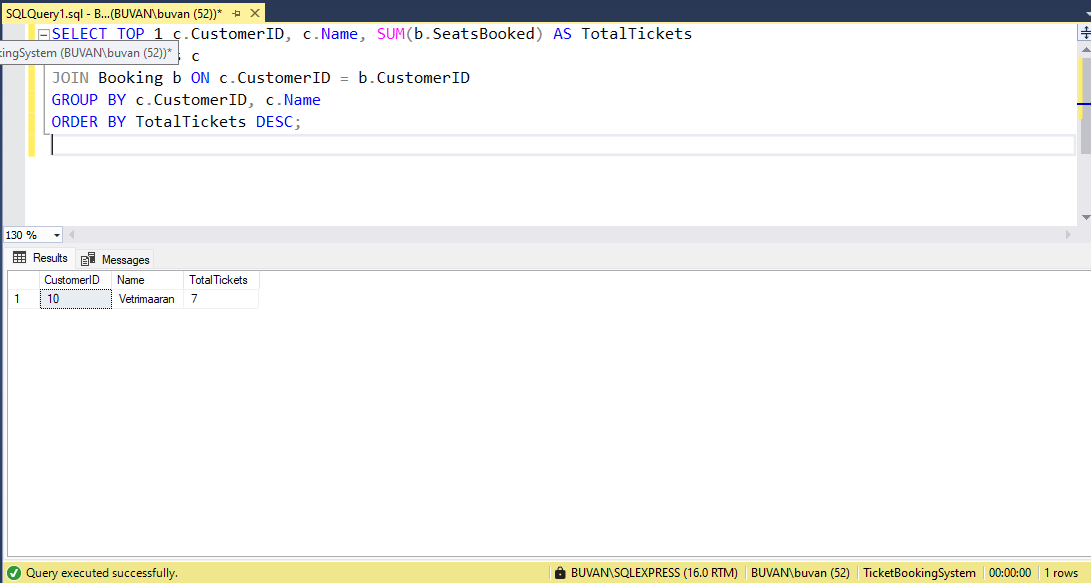 SQLQuery1.sql - B...(BUVAN\buvan (52))*
SELECT TOP 1 c.CustomerID, c.Name, SUM(b.SeatsBooked) AS TotalTickets
kingSystem (BUVAN\buvan (52))*
c
JOIN Booking b ON c.CustomerID = b.CustomerID
GROUP BY c.CustomerID, c.Name
ORDER BY TotalTickets DESC;
130 %
Results Messages
CustomerID Name TotalTickets
1 10 Vetrimaaran 7
Query executed successfully. BUVAN\SQLEXPRESS (16.0 RTM) BUVAN\buvan (52) TicketBookingSystem 00:00:00 1 rows